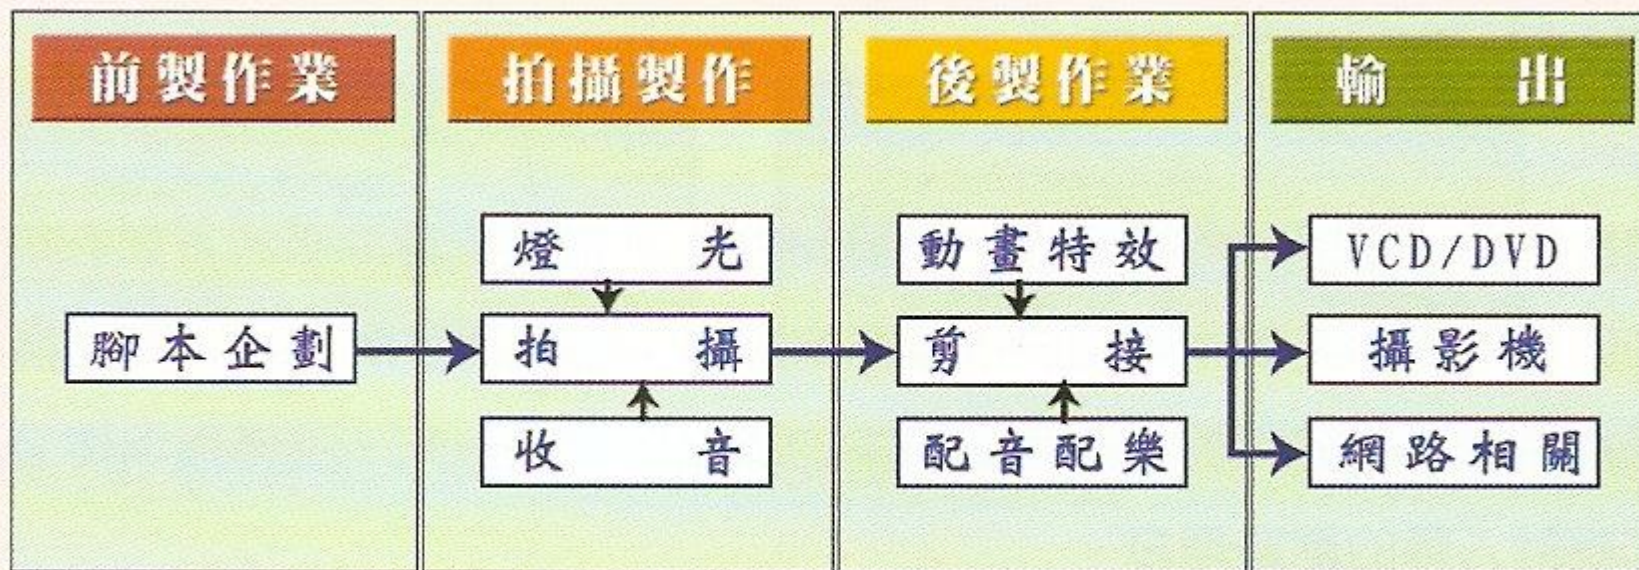 前製作業
腳本企劃
拍攝製作
燈光
拍攝
收音
後製作業
動畫特效
剪接
配音配樂
輸出
VCD/DVD
攝影機
網路相關